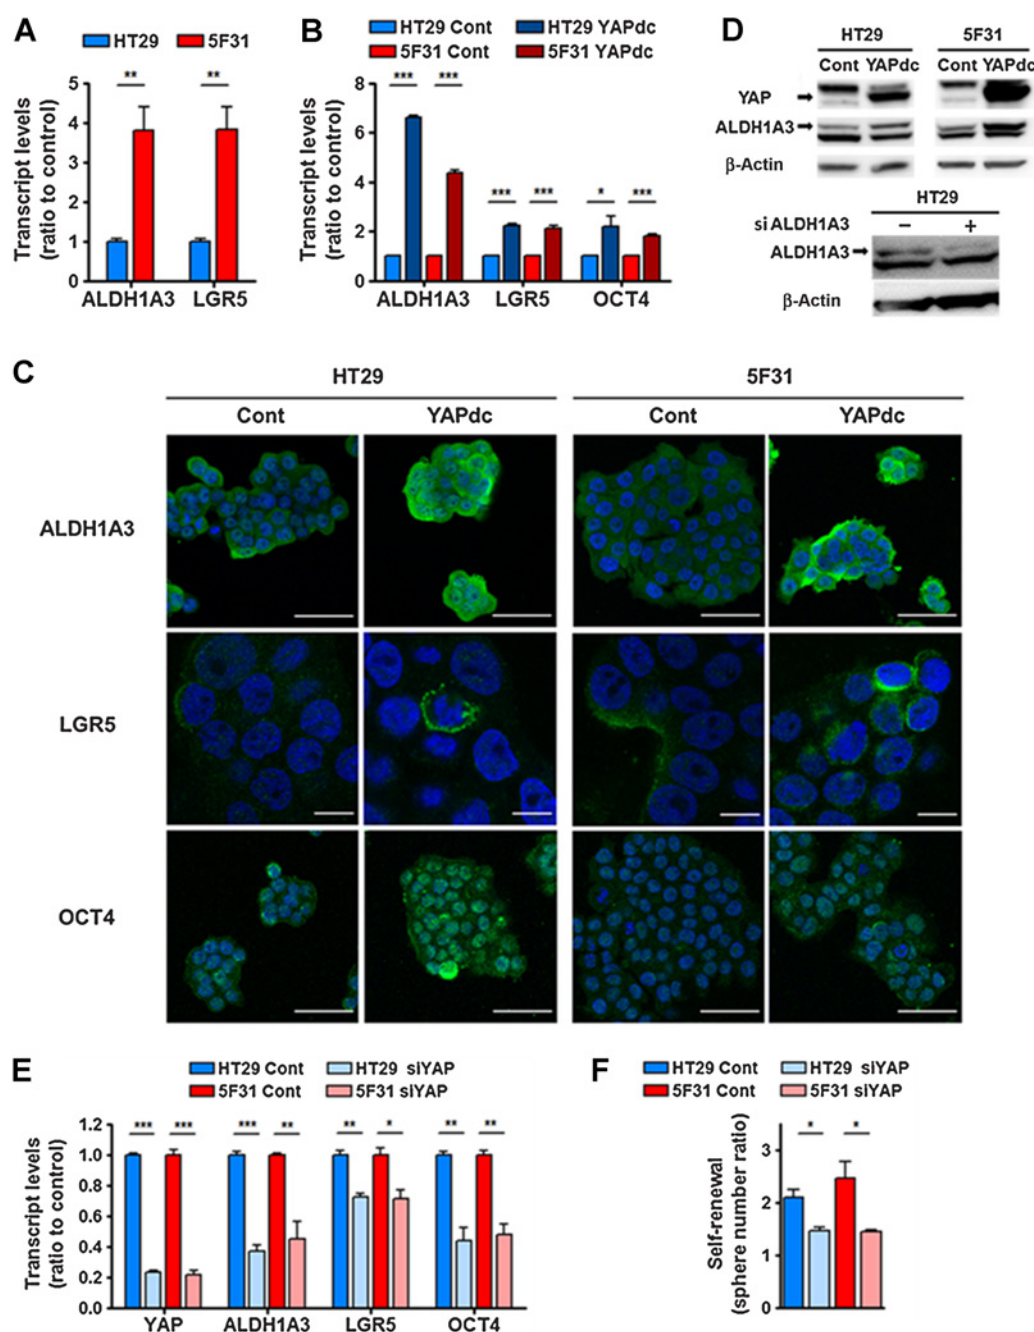 A
HT29 5F31
Transcript levels
(ratio to control)
5
4
3
2
1
0
** **
ALDH1A3 LGR5
B
HT29 Cont HT29 YAPdc
5F31 Cont 5F31 YAPdc
Transcript levels
(ratio to control)
8
6
4
2
0
*** *** *** *** * ***
ALDH1A3 LGR5 OCT4
D
HT29 5F31
Cont YAPdc Cont YAPdc
YAP
ALDH1A3
β-Actin
HT29
si ALDH1A3 – +
ALDH1A3
β-Actin
C
HT29 5F31
Cont YAPdc Cont YAPdc
ALDH1A3
LGR5
OCT4
E
HT29 Cont HT29 siYAP
5F31 Cont 5F31 siYAP
Transcript levels
(ratio to control)
1.2
1.0
0.8
0.6
0.4
0.2
0.0
*** *** *** ** ** * ** **
YAP ALDH1A3 LGR5 OCT4
F
HT29 Cont HT29 siYAP
5F31 Cont 5F31 siYAP
Self-renewal
(sphere number ratio)
3
2
1
0
* *